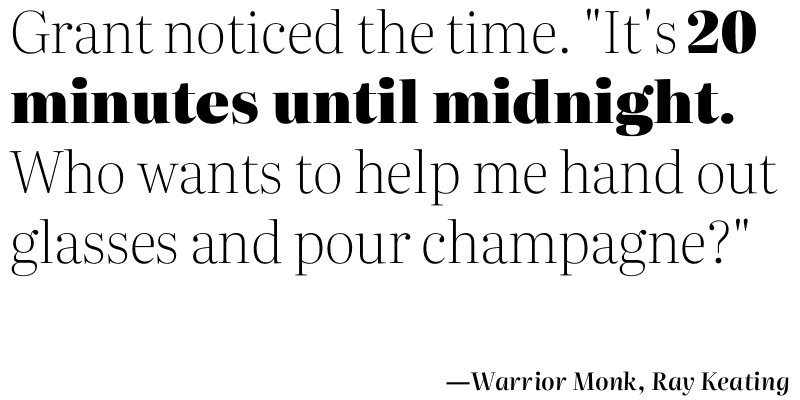 Grant noticed the time. "It's 20
minutes until midnight.
Who wants to help me hand out
glasses and pour champagne?"
—Warrior Monk, Ray Keating